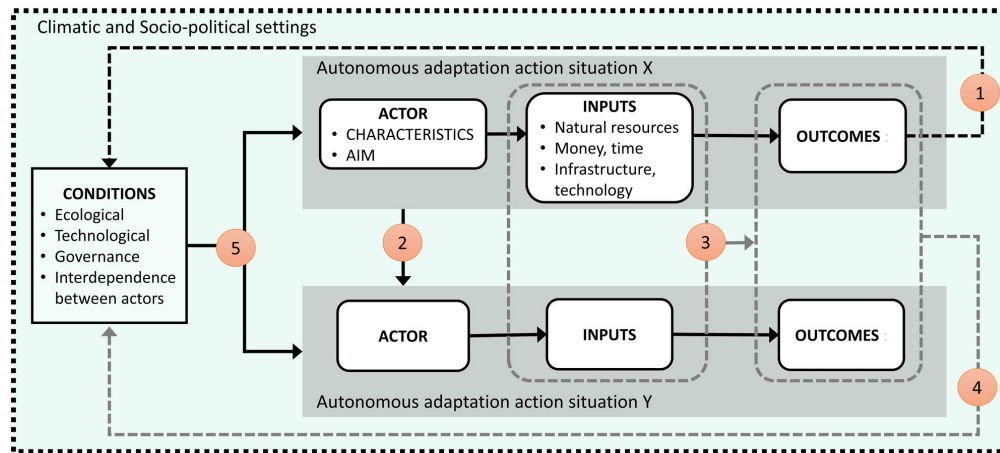 Climatic and Socio-political settings
Autonomous adaptation action situation X
1
ACTOR
• CHARACTERISTICS
• AIM
INPUTS
• Natural resources
• Money, time
• Infrastructure,
technology
OUTCOMES :
CONDITIONS
• Ecological
• Technological
• Governance
• Interdependence
between actors
5
2
3
ACTOR
INPUTS
OUTCOMES :
4
Autonomous adaptation action situation Y